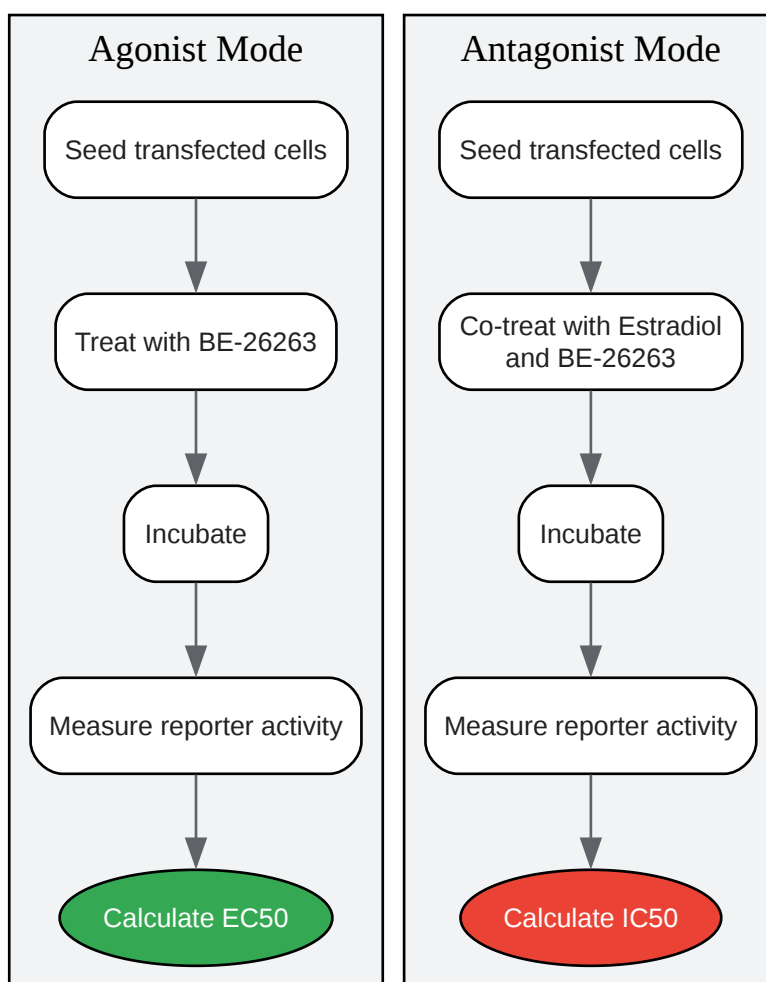 Agonist Mode
Seed transfected cells
Treat with BE-26263
Incubate
Measure reporter activity
Calculate EC50
Antagonist Mode
Seed transfected cells
Co-treat with Estradiol
and BE-26263
Incubate
Measure reporter activity
Calculate IC50